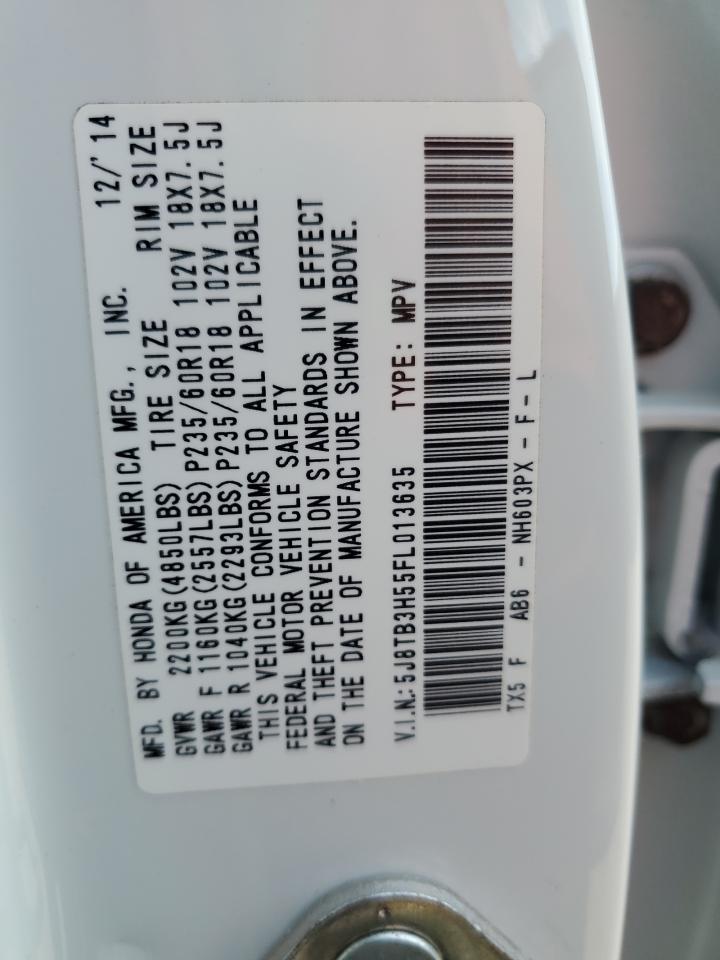 MFD. BY HONDA OF AMERICA MFG., INC. 12/'14
GVWR 2200KG(4850LBS) TIRE SIZE RIM SIZE
GAWR F 1160KG(2557LBS)P235/60R18 102V 18X7.5J
GAWR R 1040KG(2293LBS)P235/60R18 102V 18X7.5J
THIS VEHICLE CONFORMS TO ALL APPLICABLE
FEDERAL MOTOR VEHICLE SAFETY
AND THEFT PREVENTION STANDARDS IN EFFECT
ON THE DATE OF MANUFACTURE SHOWN ABOVE.
V.I.N.: 5J8TB3H55FL013635 TYPE: MPV
TX5 F AB6 - NH603PX - F - L